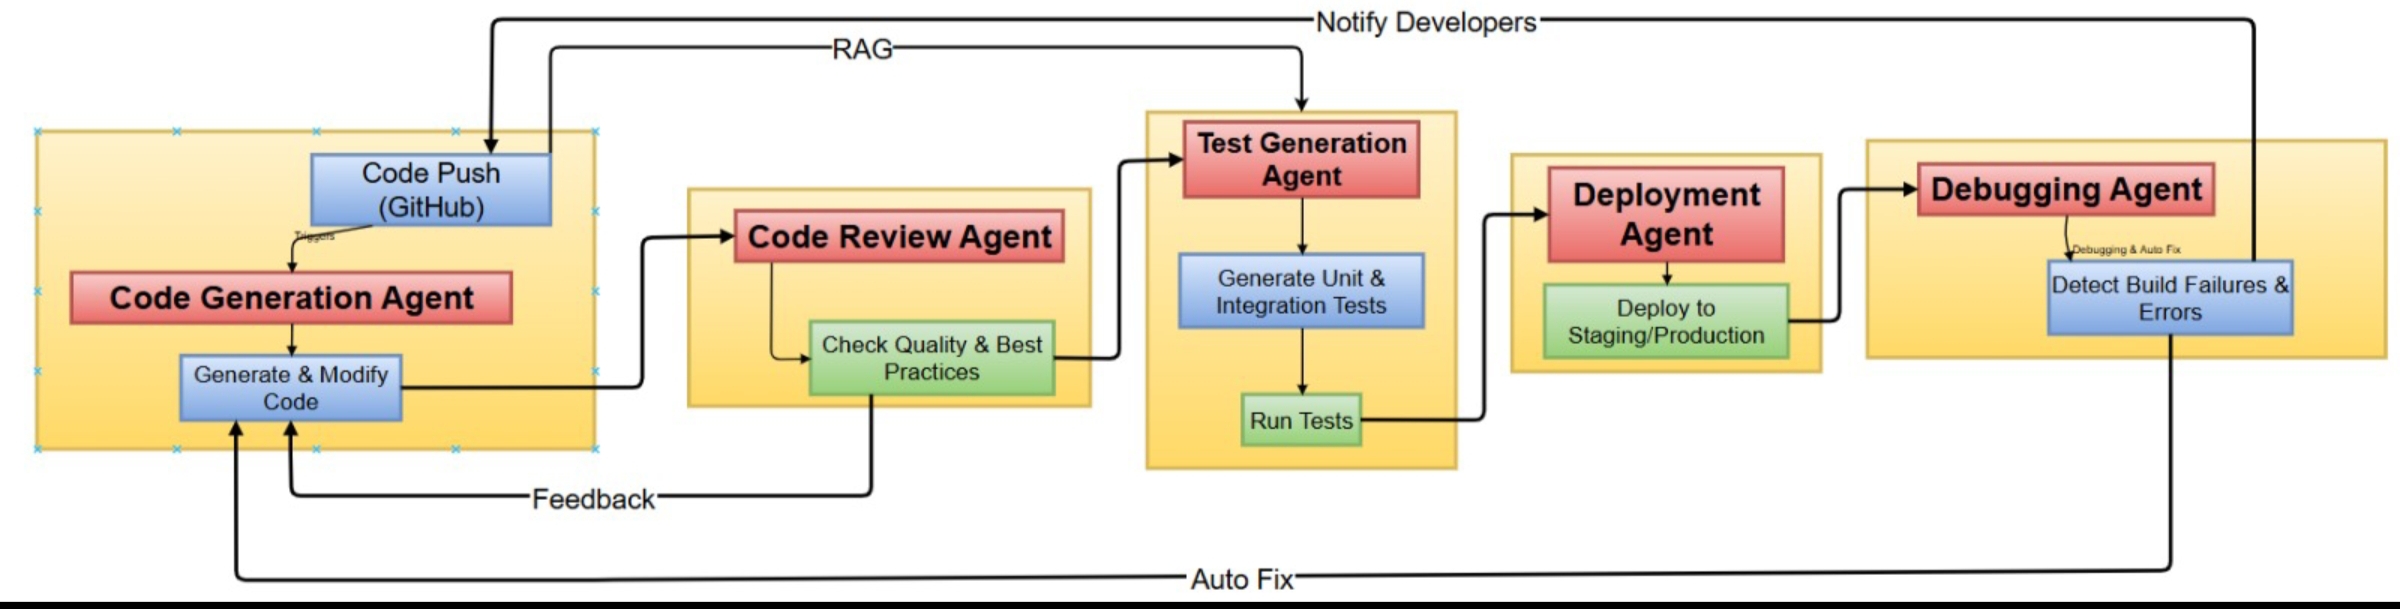 Notify Developers
RAG
Code Push
(GitHub)
Triggers
Code Generation Agent
Generate & Modify
Code
Code Review Agent
Check Quality & Best
Practices
Feedback
Test Generation
Agent
Generate Unit &
Integration Tests
Run Tests
Deployment
Agent
Deploy to
Staging/Production
Debugging Agent
Debugging & Auto Fix
Detect Build Failures &
Errors
Auto Fix